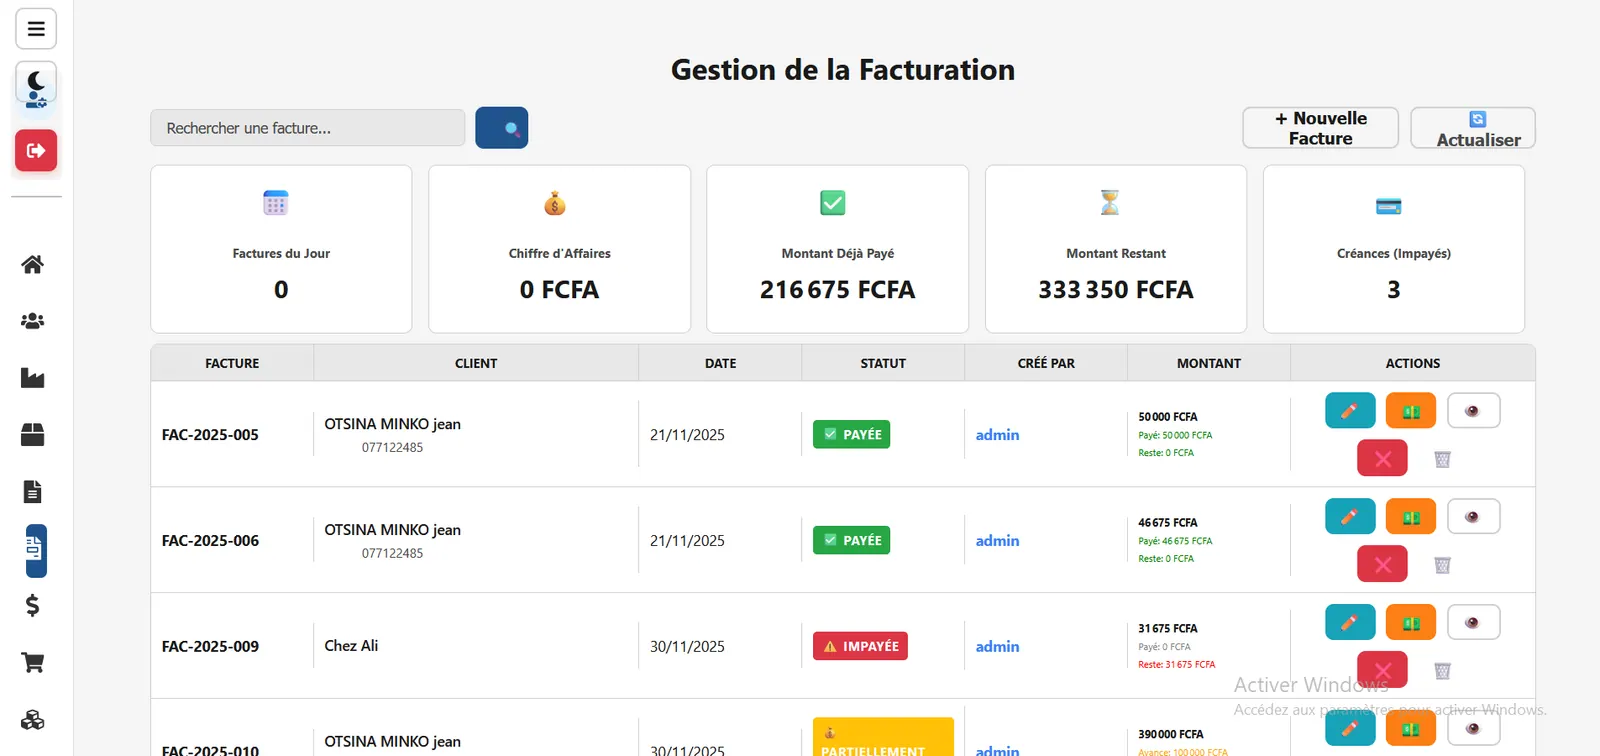 Gestion de la Facturation
Rechercher une facture...
+ Nouvelle
Facture
Actualiser
Factures du Jour
0
Chiffre d'Affaires
0 FCFA
Montant Déjà Payé
216 675 FCFA
Montant Restant
333 350 FCFA
Créances (Impayés)
3
FACTURE CLIENT DATE STATUT CRÉÉ PAR MONTANT ACTIONS
FAC-2025-005
OTSINA MINKO jean
077122485
21/11/2025
PAYÉE
admin
50 000 FCFA
Payé: 50 000 FCFA
Reste: 0 FCFA
FAC-2025-006
OTSINA MINKO jean
077122485
21/11/2025
PAYÉE
admin
46 675 FCFA
Payé: 46 675 FCFA
Reste: 0 FCFA
FAC-2025-009
Chez Ali
30/11/2025
IMPAYÉE
admin
31 675 FCFA
Payé: 0 FCFA
Reste: 31 675 FCFA
FAC-2025-010
OTSINA MINKO jean
30/11/2025
PARTIELLEMENT
admin
390 000 FCFA
Avance: 100 000 FCFA
Activer Windows
Accédez aux paramètres pour activer Windows.